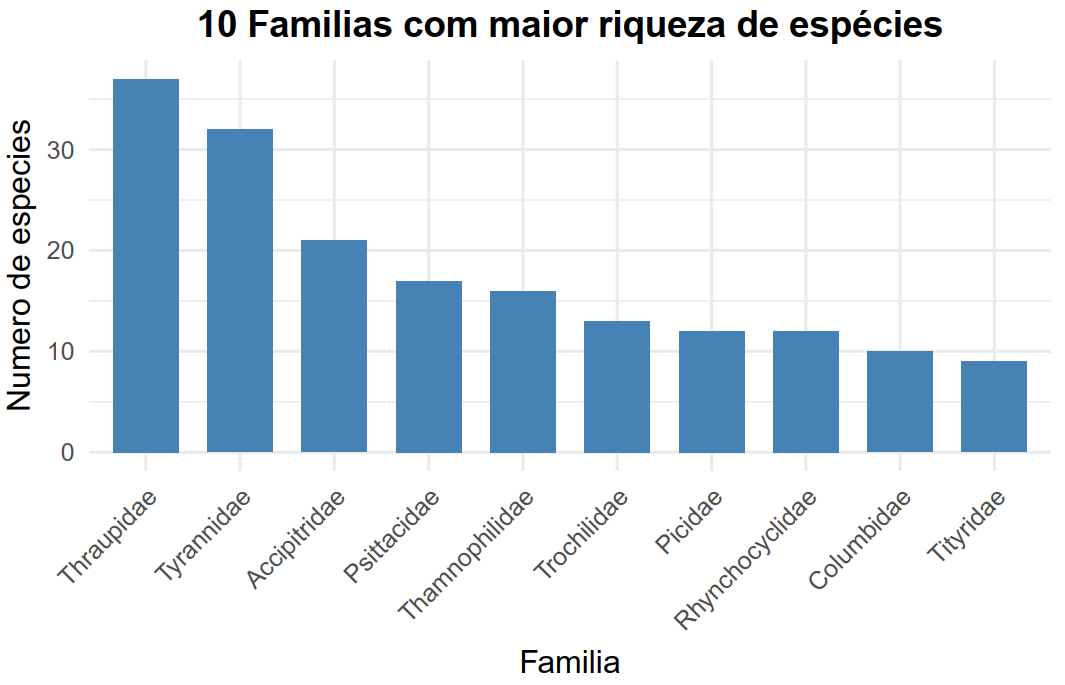 10 Familias com maior riqueza de espécies
Numero de especies
30
20
10
0
Thraupidae
Tyrannidae
Accipitridae
Psittacidae
Thamnophilidae
Trochilidae
Picidae
Rhynchocyclidae
Columbidae
Tityridae
Familia